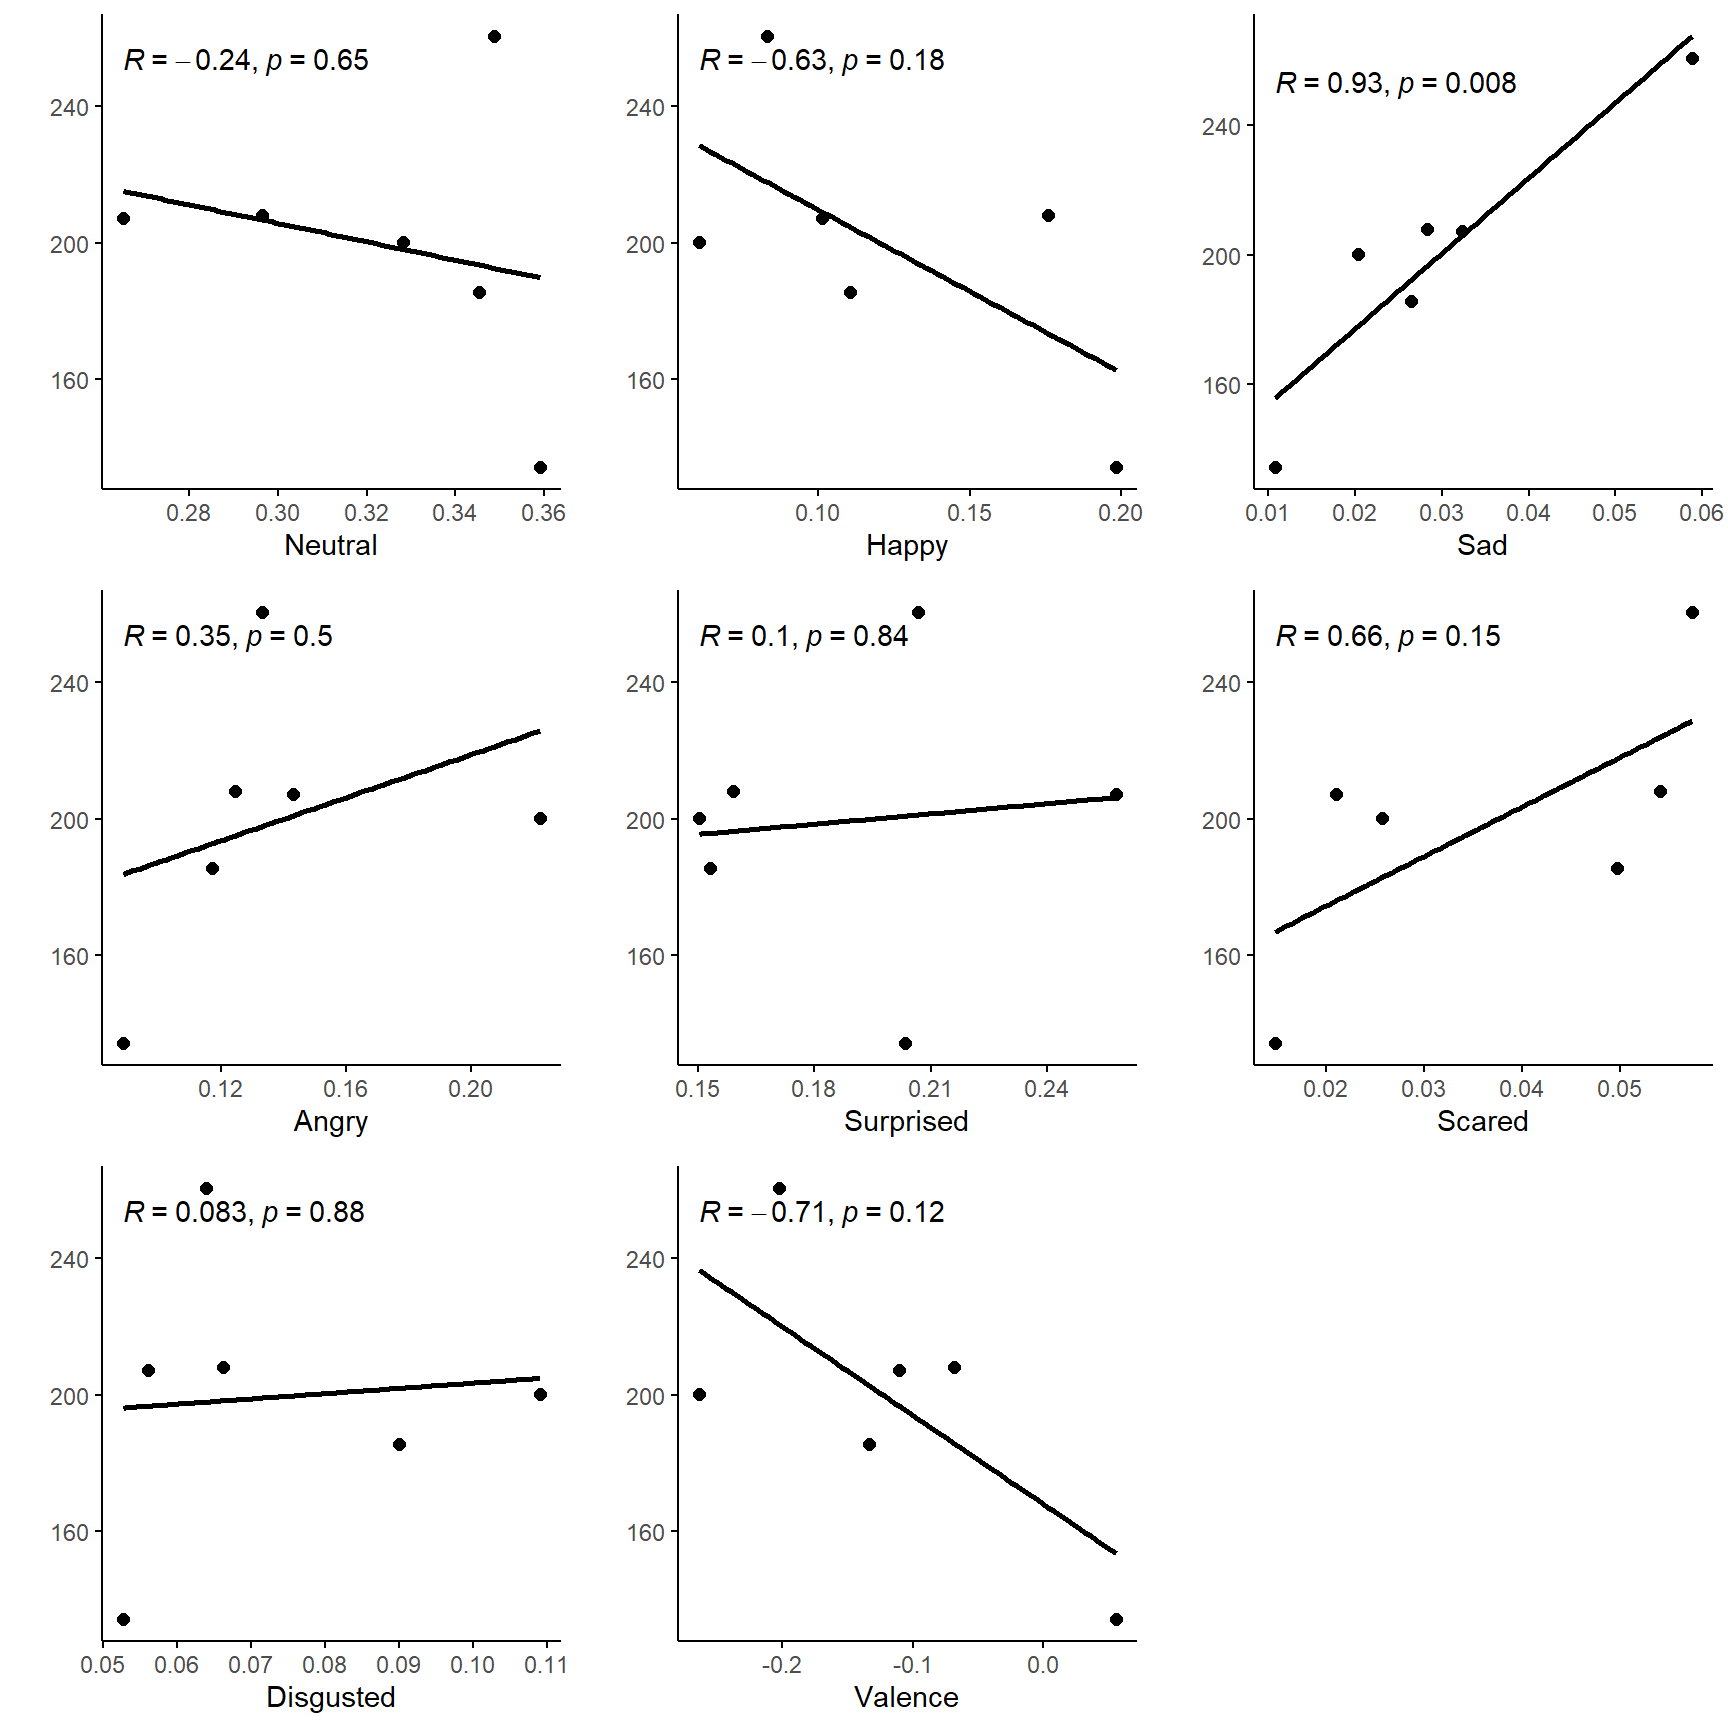 R = −0.24, p = 0.65
240
200
160
0.28 0.30 0.32 0.34 0.36
Neutral
R = −0.63, p = 0.18
240
200
160
0.10 0.15 0.20
Happy
R = 0.93, p = 0.008
240
200
160
0.01 0.02 0.03 0.04 0.05 0.06
Sad
R = 0.35, p = 0.5
240
200
160
0.12 0.16 0.20
Angry
R = 0.1, p = 0.84
240
200
160
0.15 0.18 0.21 0.24
Surprised
R = 0.66, p = 0.15
240
200
160
0.02 0.03 0.04 0.05
Scared
R = 0.083, p = 0.88
240
200
160
0.05 0.06 0.07 0.08 0.09 0.10 0.11
Disgusted
R = −0.71, p = 0.12
240
200
160
-0.2 -0.1 0.0
Valence